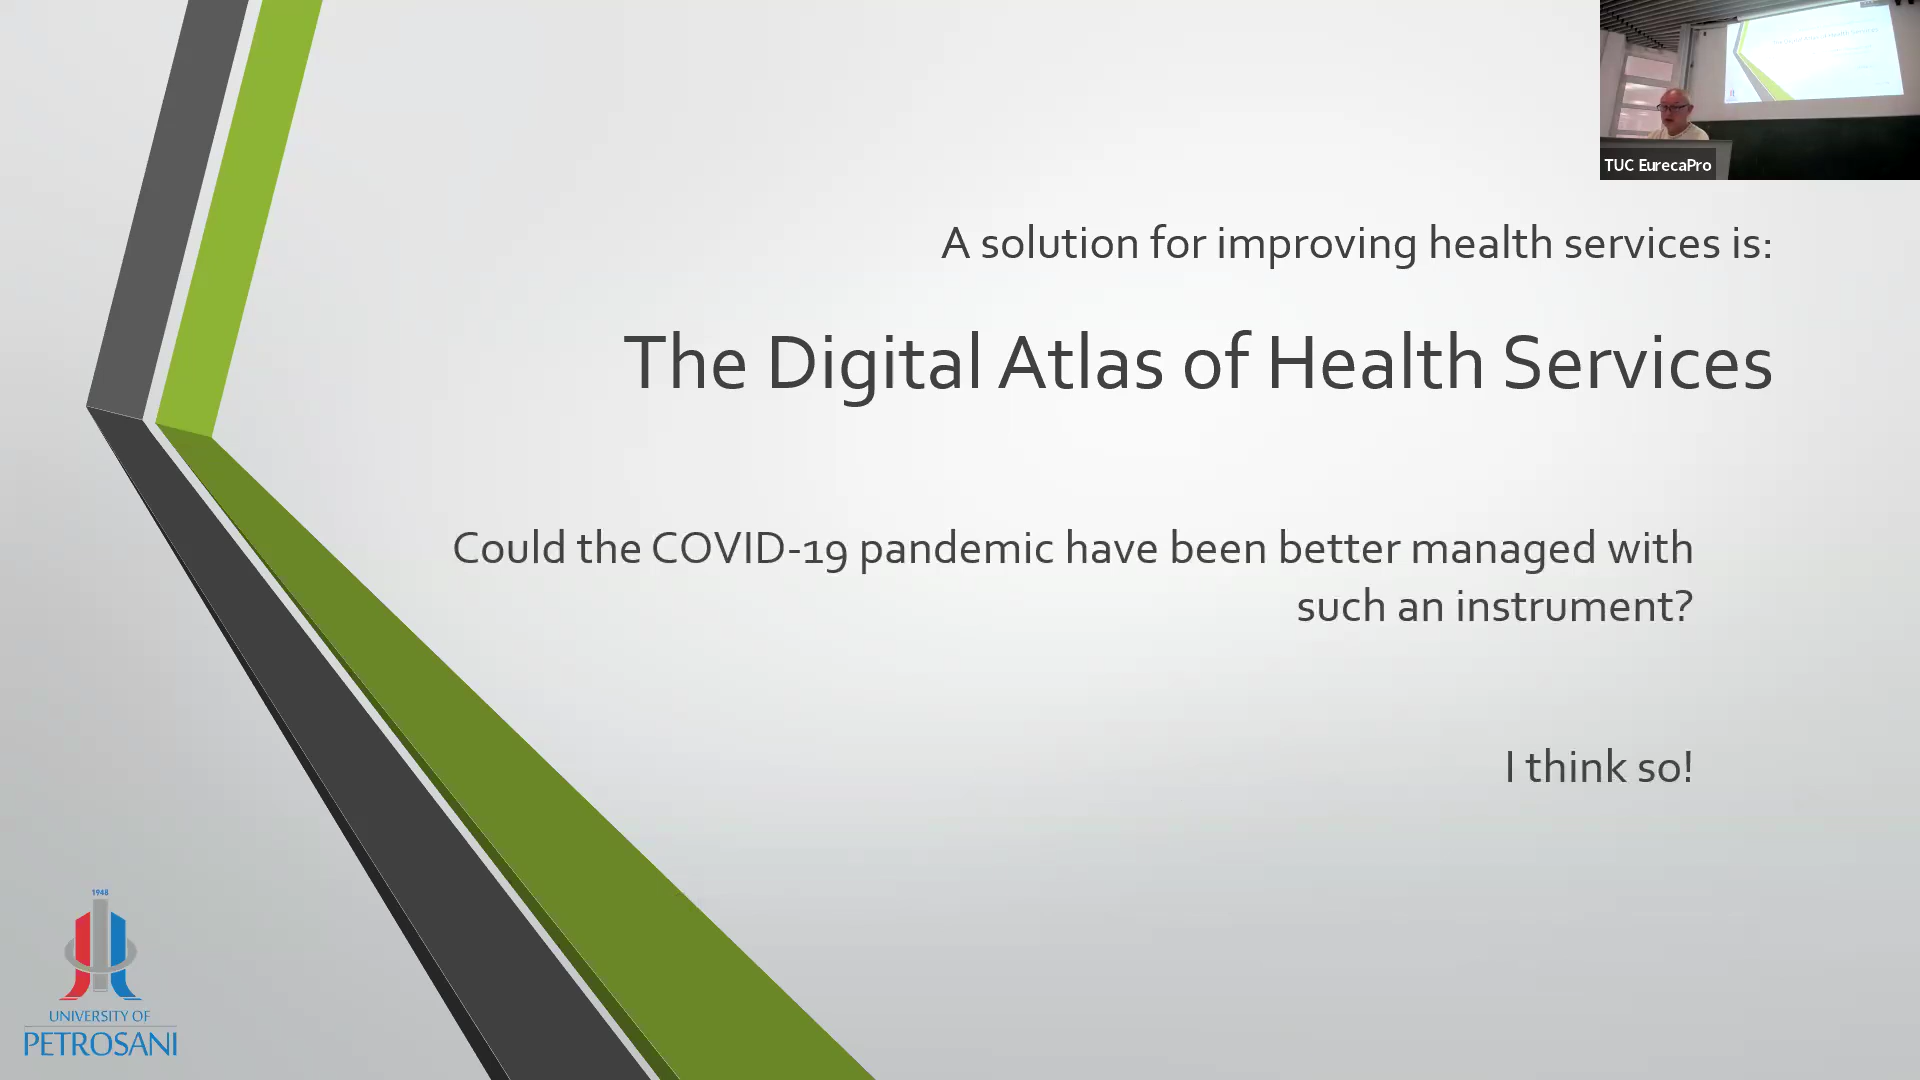 TUC EurecaPro
A solution for improving health services is:
The Digital Atlas of Health Services
Could the COVID-19 pandemic have been better managed with
such an instrument?
I think so!
1948
UNIVERSITY OF
PETROSANI